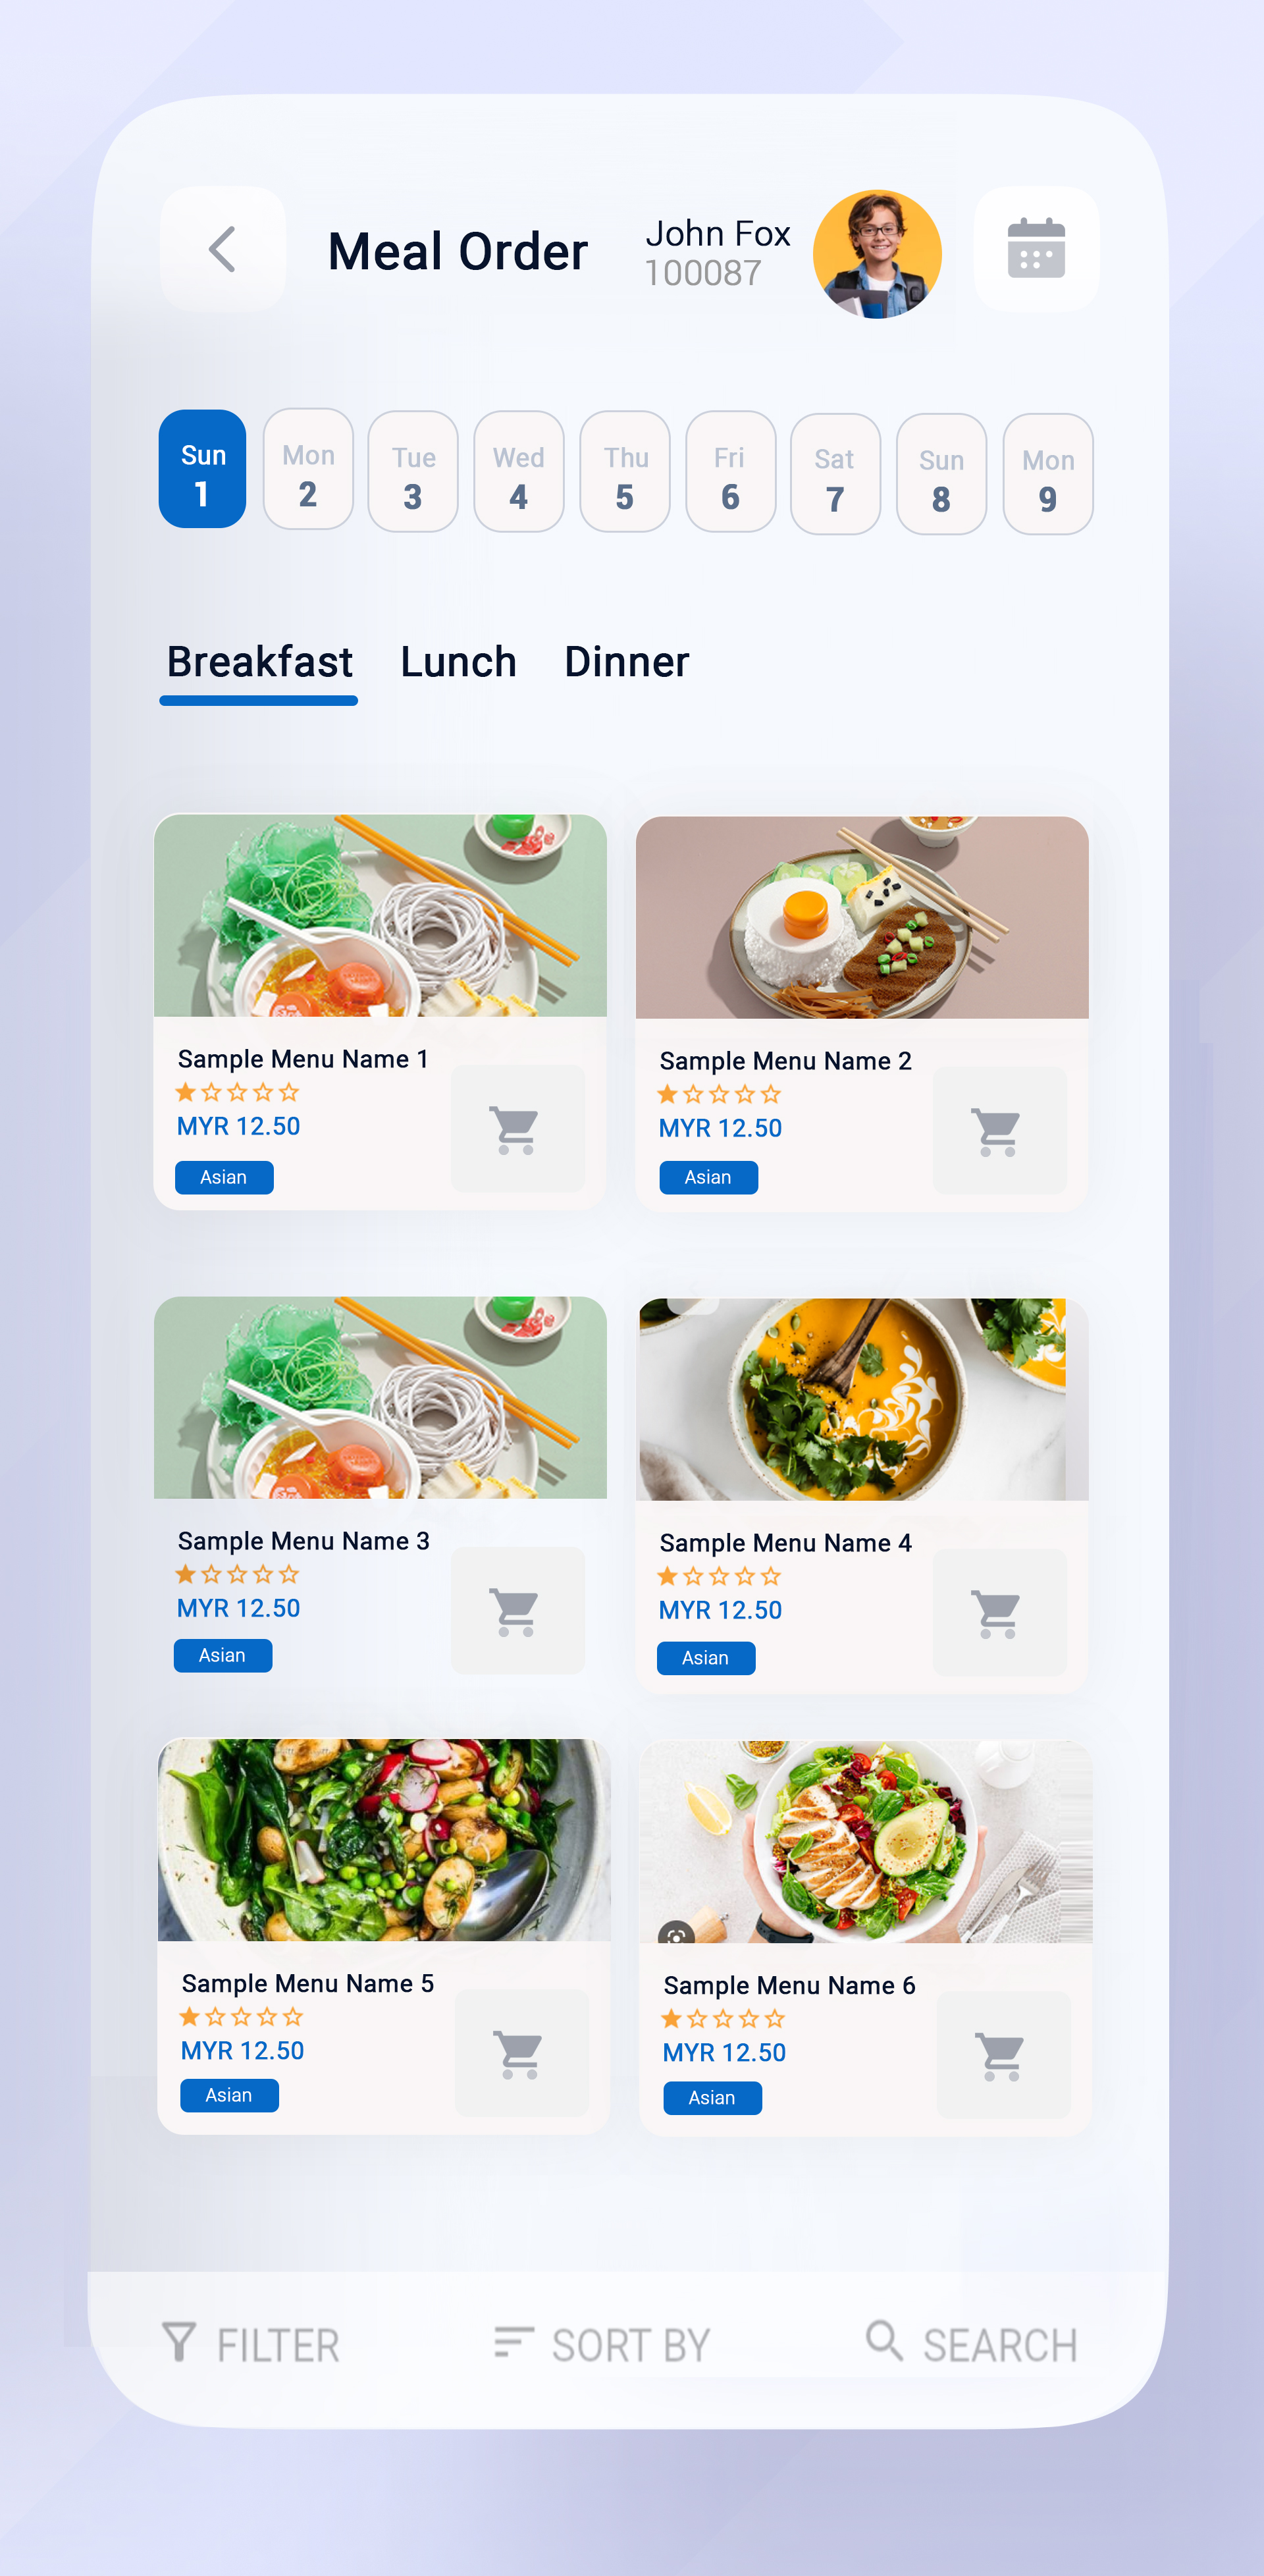 Meal Order
John Fox
100087
Sun
1
Mon
2
Tue
3
Wed
4
Thu
5
Fri
6
Sat
7
Sun
8
Mon
9
Breakfast
Lunch
Dinner
Sample Menu Name 1
MYR 12.50
Asian
Sample Menu Name 2
MYR 12.50
Asian
Sample Menu Name 3
MYR 12.50
Asian
Sample Menu Name 4
MYR 12.50
Asian
Sample Menu Name 5
MYR 12.50
Asian
Sample Menu Name 6
MYR 12.50
Asian
FILTER
SORT BY
SEARCH